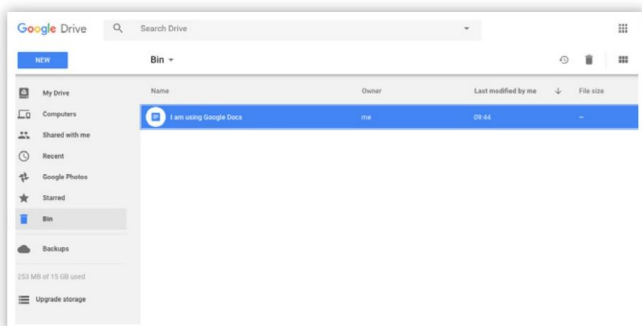 Google Drive
Search Drive
NEW
Bin
Name Owner Last modified by me File size
My Drive
I am using Google Docs me 09:44 –
Computers
Shared with me
Recent
Google Photos
Starred
Bin
Backups
253 MB of 15 GB used
Upgrade storage